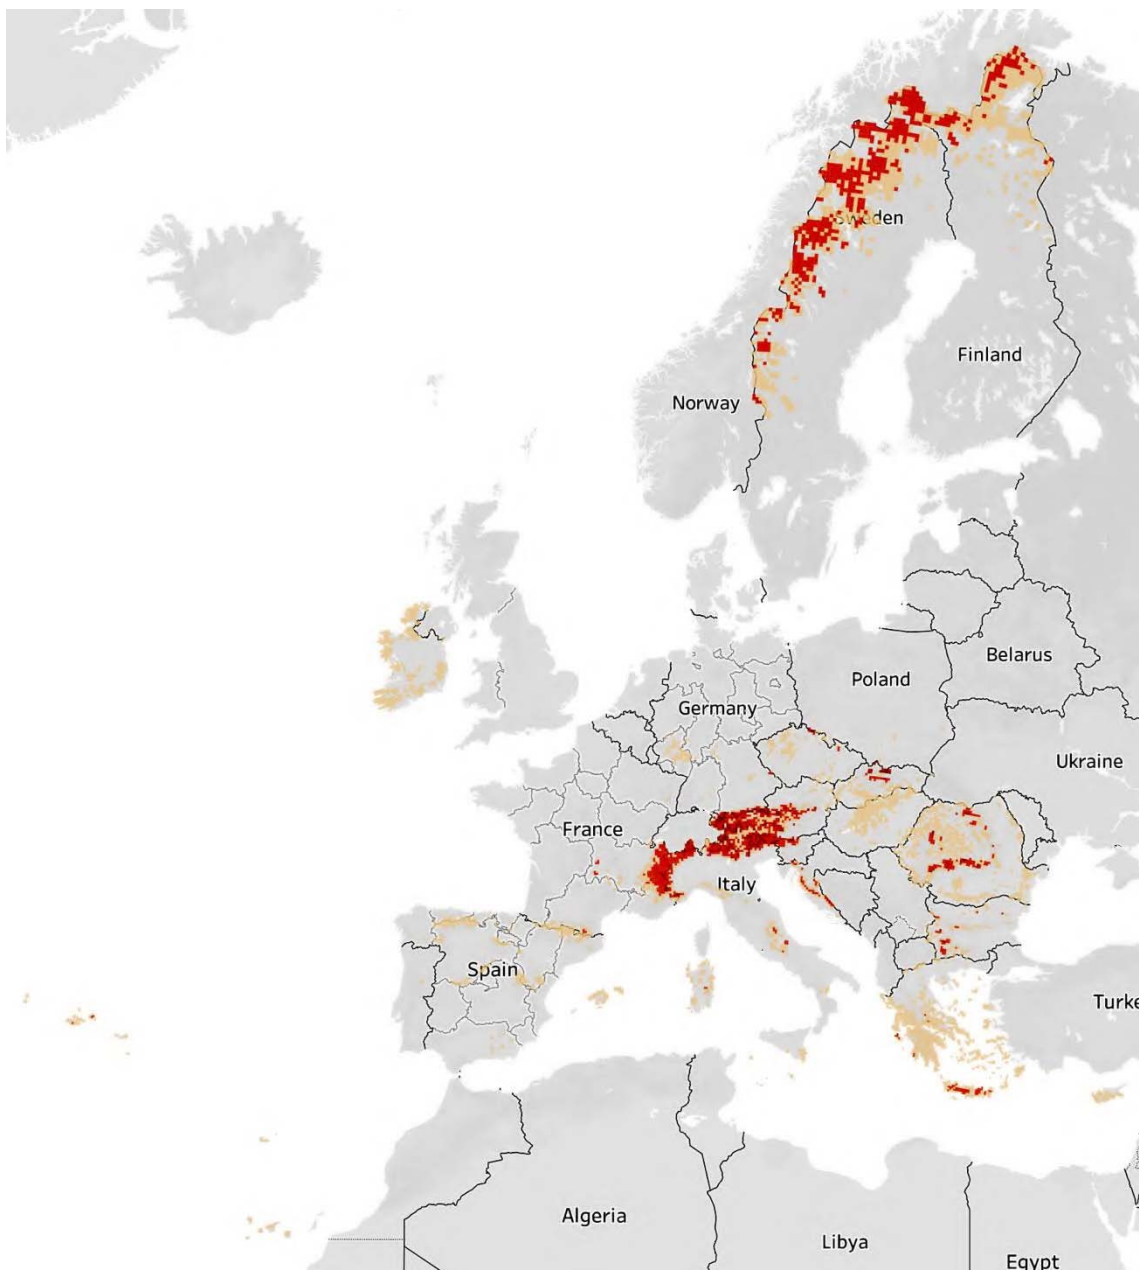 Sweden
Finland
Norway
Belarus
Poland
Germany
Ukraine
France
Italy
Spain
Turke
Algeria
Libya
Egypt